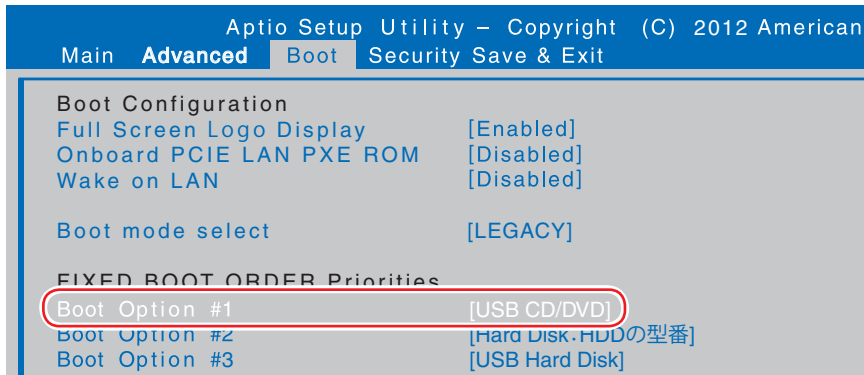 Aptio Setup Utility – Copyright (C) 2012 American
Main Advanced Boot Security Save & Exit
Boot Configuration
Full Screen Logo Display [Enabled]
Onboard PCIE LAN PXE ROM [Disabled]
Wake on LAN [Disabled]
Boot mode select [LEGACY]
FIXED BOOT ORDER Priorities
Boot Option #1 [USB CD/DVD]
Boot Option #2 [Hard Disk:HDDの型番]
Boot Option #3 [USB Hard Disk]